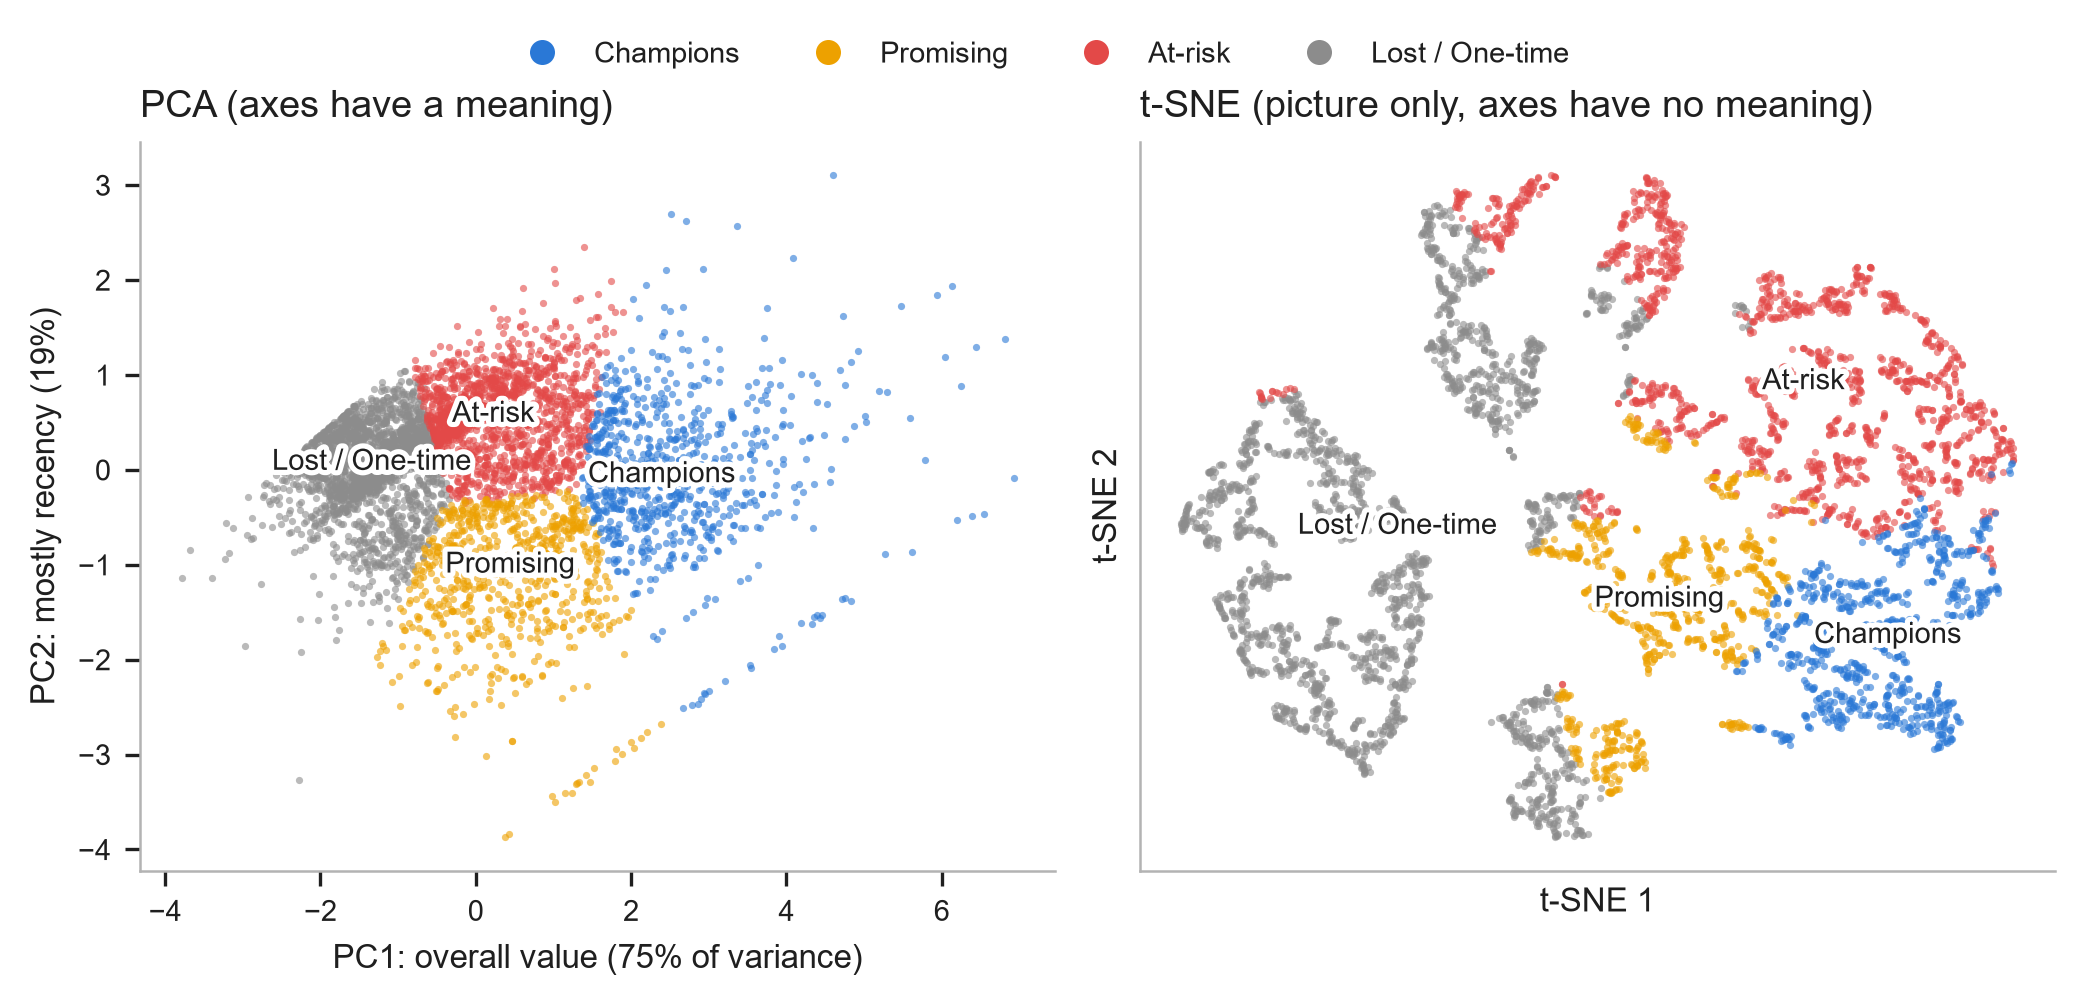 Champions Promising At-risk Lost / One-time
PCA (axes have a meaning)
3
2
1
0
−1
−2
−3
−4
PC2: mostly recency (19%)
At-risk
Lost / One-time
Champions
Promising
−4 −2 0 2 4 6
PC1: overall value (75% of variance)
t-SNE (picture only, axes have no meaning)
t-SNE 2
At-risk
Lost / One-time
Promising
Champions
t-SNE 1